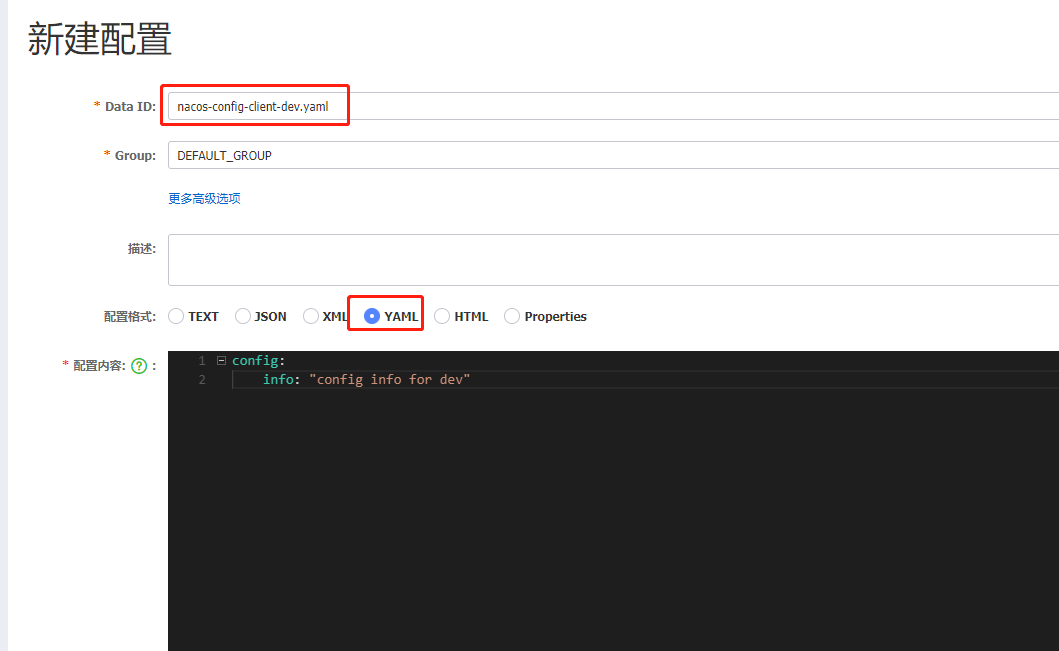 新建配置
* Data ID: nacos-config-client-dev.yaml
* Group: DEFAULT_GROUP
更多高级选项
描述:
配置格式: TEXT JSON XML YAML HTML Properties
* 配置内容: ? :
1 config:
2 info: "config info for dev"